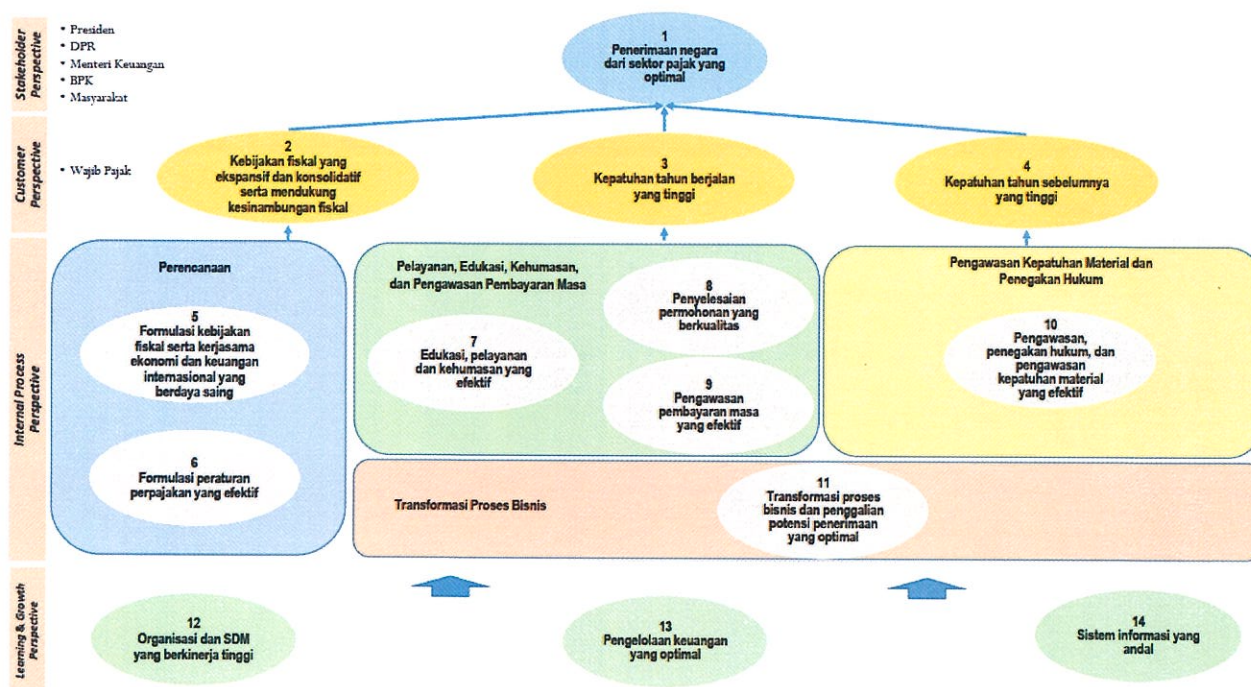 Stakeholder
Perspective
• Presiden
• DPR
• Menteri Keuangan
• BPK
• Masyarakat
1
Penerimaan negara
dari sektor pajak yang
optimal
Customer
Perspective
• Wajib Pajak
2
Kebijakan fiskal yang
ekspansif dan konsolidatif
serta mendukung
kesinambungan fiskal
3
Kepatuhan tahun berjalan
yang tinggi
4
Kepatuhan tahun sebelumnya
yang tinggi
Internal Process
Perspective
Perencanaan
5
Formulasi kebijakan
fiskal serta kerjasama
ekonomi dan keuangan
internasional yang
berdaya saing
6
Formulasi peraturan
perpajakan yang efektif
Pelayanan, Edukasi, Kehumasan,
dan Pengawasan Pembayaran Masa
7
Edukasi, pelayanan
dan kehumasan yang
efektif
8
Penyelesaian
permohonan yang
berkualitas
9
Pengawasan
pembayaran masa
yang efektif
Pengawasan Kepatuhan Material dan
Penegakan Hukum
10
Pengawasan,
penegakan hukum, dan
pengawasan
kepatuhan material
yang efektif
Transformasi Proses Bisnis
11
Transformasi proses
bisnis dan penggalian
potensi penerimaan
yang optimal
Learning & Growth
Perspective
12
Organisasi dan SDM
yang berkinerja tinggi
13
Pengelolaan keuangan
yang optimal
14
Sistem informasi yang
andal